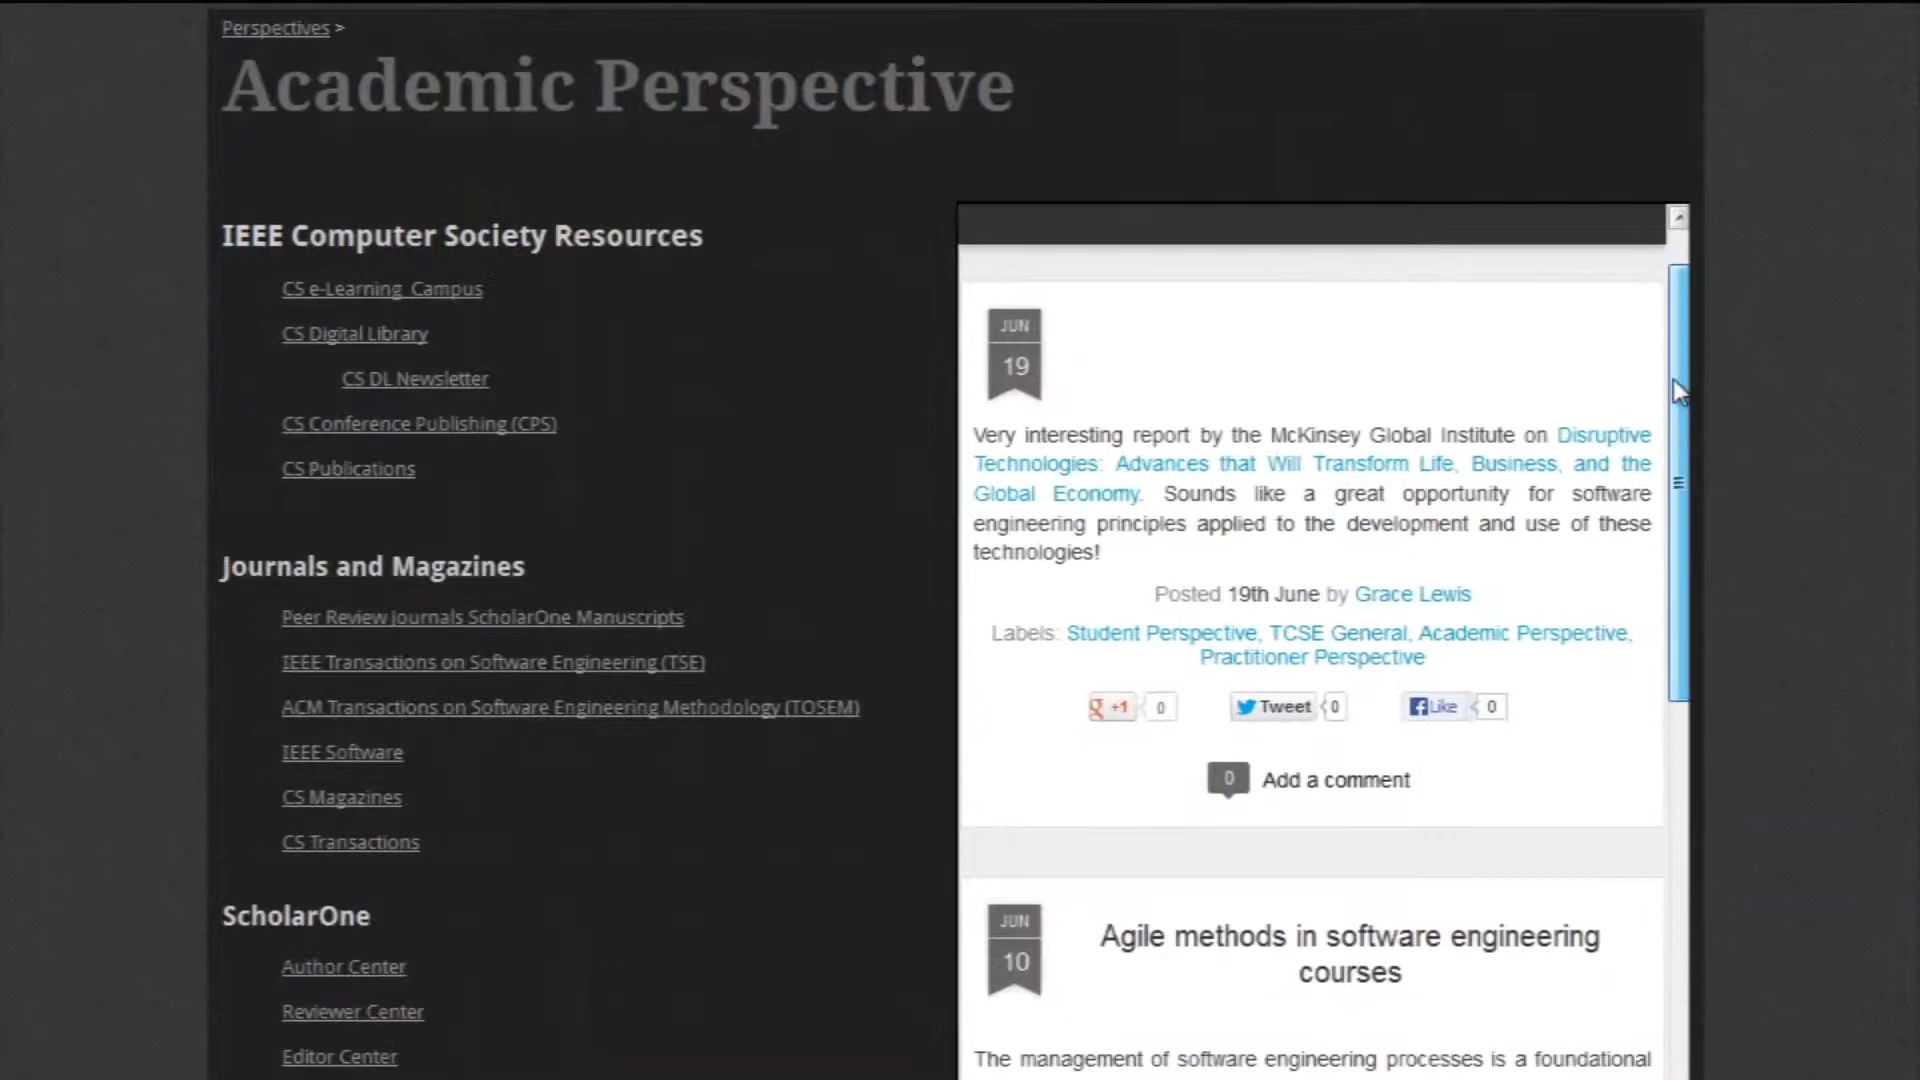 Perspectives >
Academic Perspective
IEEE Computer Society Resources
CS e-Learning Campus
CS Digital Library
CS DL Newsletter
CS Conference Publishing (CPS)
CS Publications
Journals and Magazines
Peer Review Journals ScholarOne Manuscripts
IEEE Transactions on Software Engineering (TSE)
ACM Transactions on Software Engineering Methodology (TOSEM)
IEEE Software
CS Magazines
CS Transactions
ScholarOne
Author Center
Reviewer Center
Editor Center
JUN
19
Very interesting report by the McKinsey Global Institute on Disruptive
Technologies: Advances that Will Transform Life, Business, and the
Global Economy. Sounds like a great opportunity for software
engineering principles applied to the development and use of these
technologies!
Posted 19th June by Grace Lewis
Labels: Student Perspective, TCSE General, Academic Perspective,
Practitioner Perspective
g +1 0 Tweet 0 f Like 0
0 Add a comment
JUN
10
Agile methods in software engineering
courses
The management of software engineering processes is a foundational